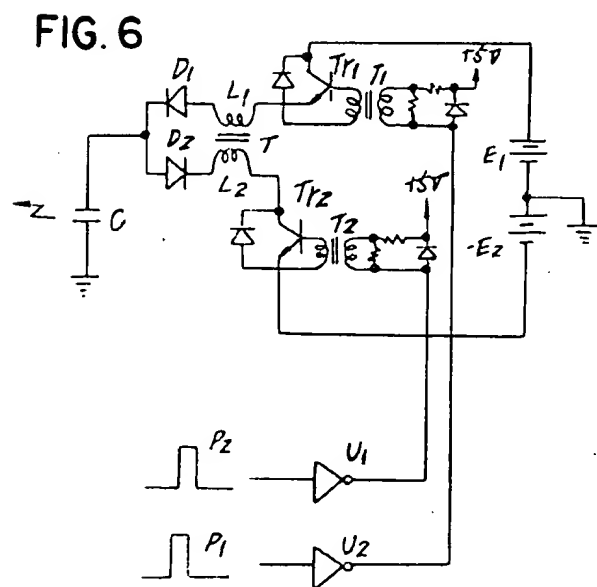 FIG. 6
D1
L1
Tr1
T1
+5V
D2
T
E1
L2
Tr2
+5V
C
T2
-E2
P2
U1
P1
U2